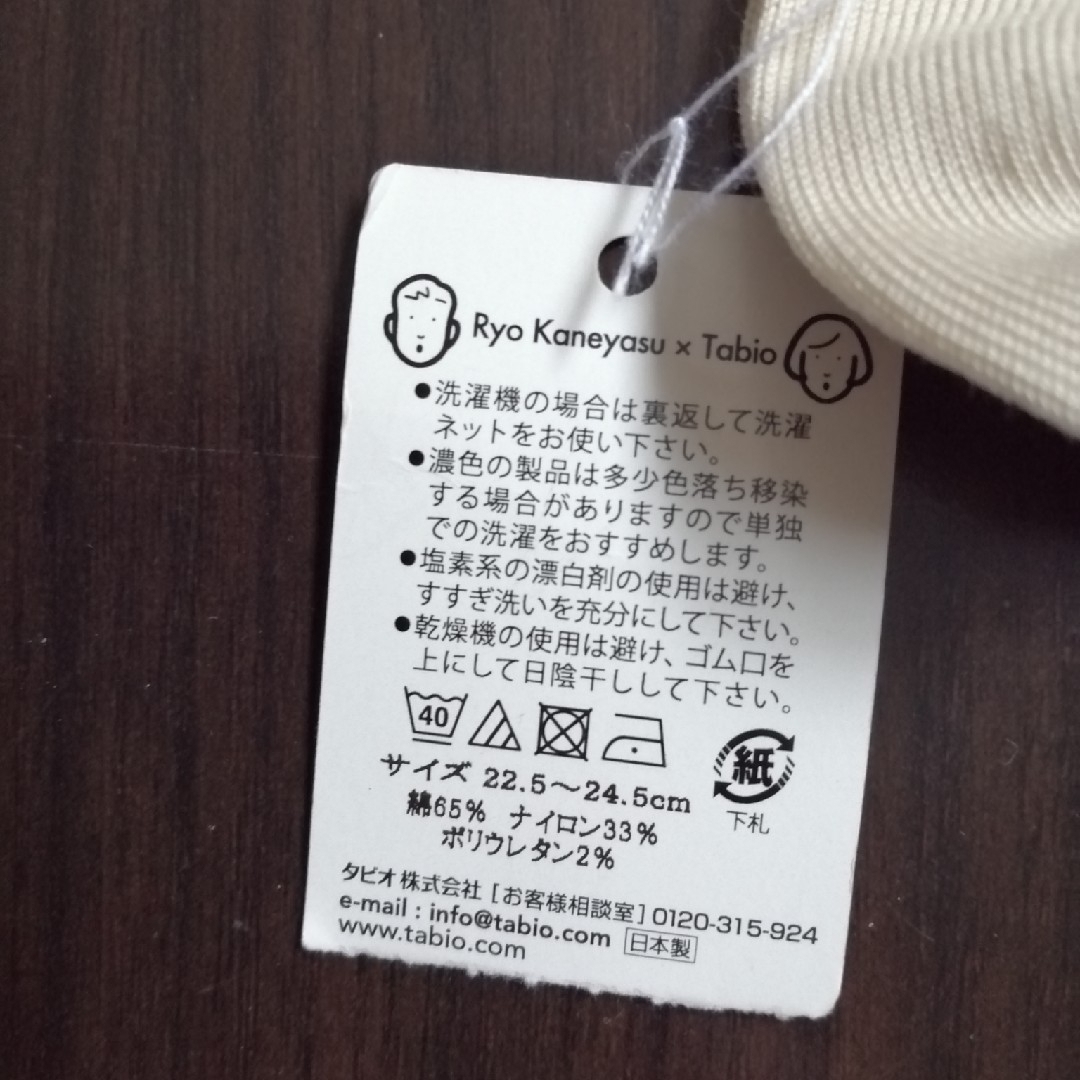 Ryo Kaneyasu × Tabio
●洗濯機の場合は裏返して洗濯
ネットをお使い下さい。
●濃色の製品は多少色落ち移染
する場合がありますので単独
での洗濯をおすすめします。
●塩素系の漂白剤の使用は避け、
すすぎ洗いを充分にして下さい。
●乾燥機の使用は避け、ゴム口を
上にして日陰干しして下さい。
40
紙
サイズ 22.5～24.5cm
下札
綿65% ナイロン33%
ポリウレタン2%
タビオ株式会社 [お客様相談室] 0120-315-924
e-mail : info@tabio.com 日本製
www.tabio.com